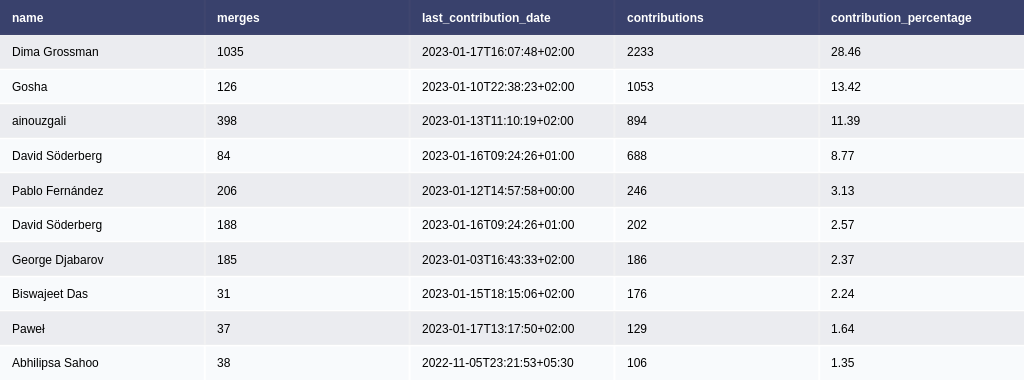 name merges last_contribution_date contributions contribution_percentage
Dima Grossman 1035 2023-01-17T16:07:48+02:00 2233 28.46
Gosha 126 2023-01-10T22:38:23+02:00 1053 13.42
ainouzgali 398 2023-01-13T11:10:19+02:00 894 11.39
David Söderberg 84 2023-01-16T09:24:26+01:00 688 8.77
Pablo Fernández 206 2023-01-12T14:57:58+00:00 246 3.13
David Söderberg 188 2023-01-16T09:24:26+01:00 202 2.57
George Djabarov 185 2023-01-03T16:43:33+02:00 186 2.37
Biswajeet Das 31 2023-01-15T18:15:06+02:00 176 2.24
Paweł 37 2023-01-17T13:17:50+02:00 129 1.64
Abhilipsa Sahoo 38 2022-11-05T23:21:53+05:30 106 1.35